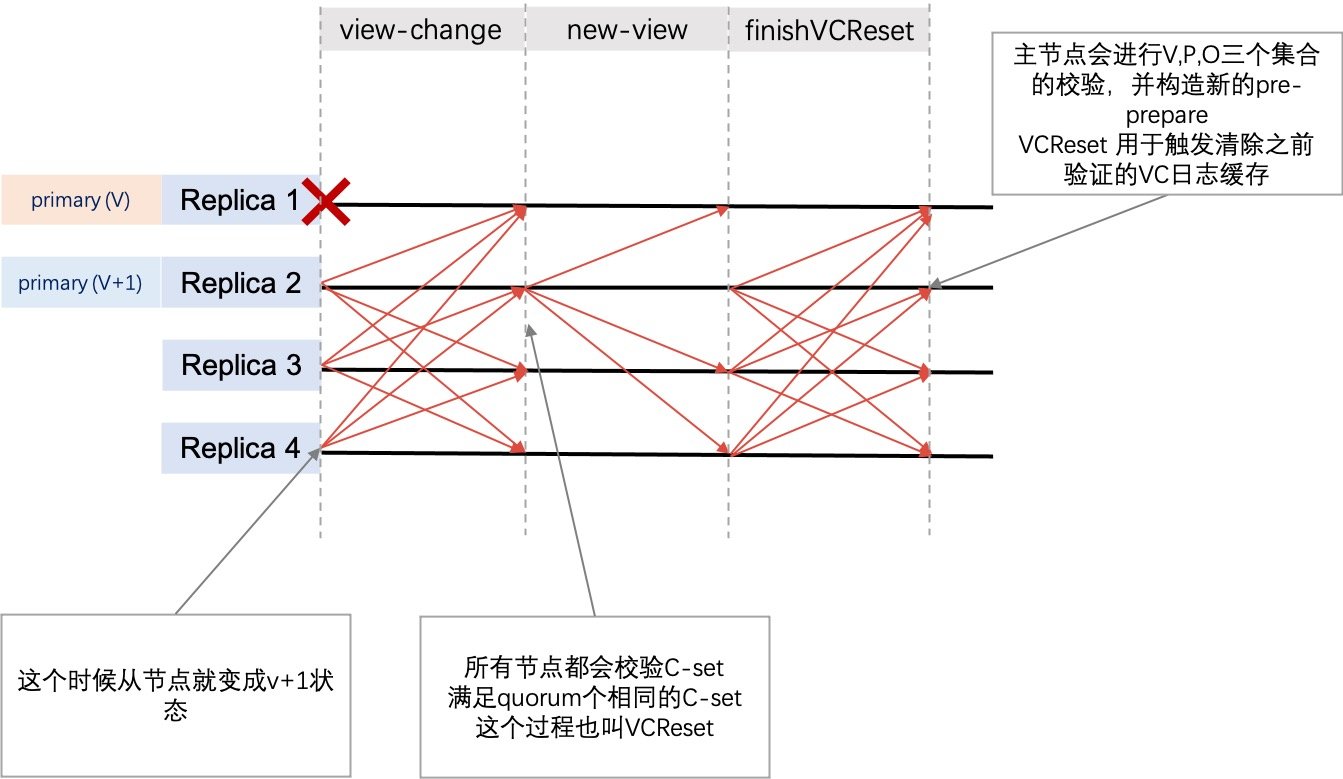 view-change
new-view
finishVCReset
主节点会进行V,P,O三个集合
的校验，并构造新的pre-
prepare
VCReset 用于触发清除之前
验证的VC日志缓存
primary (V)
Replica 1
primary (V+1)
Replica 2
Replica 3
Replica 4
这个时候从节点就变成v+1状
态
所有节点都会校验C-set
满足quorum个相同的C-set
这个过程也叫VCReset